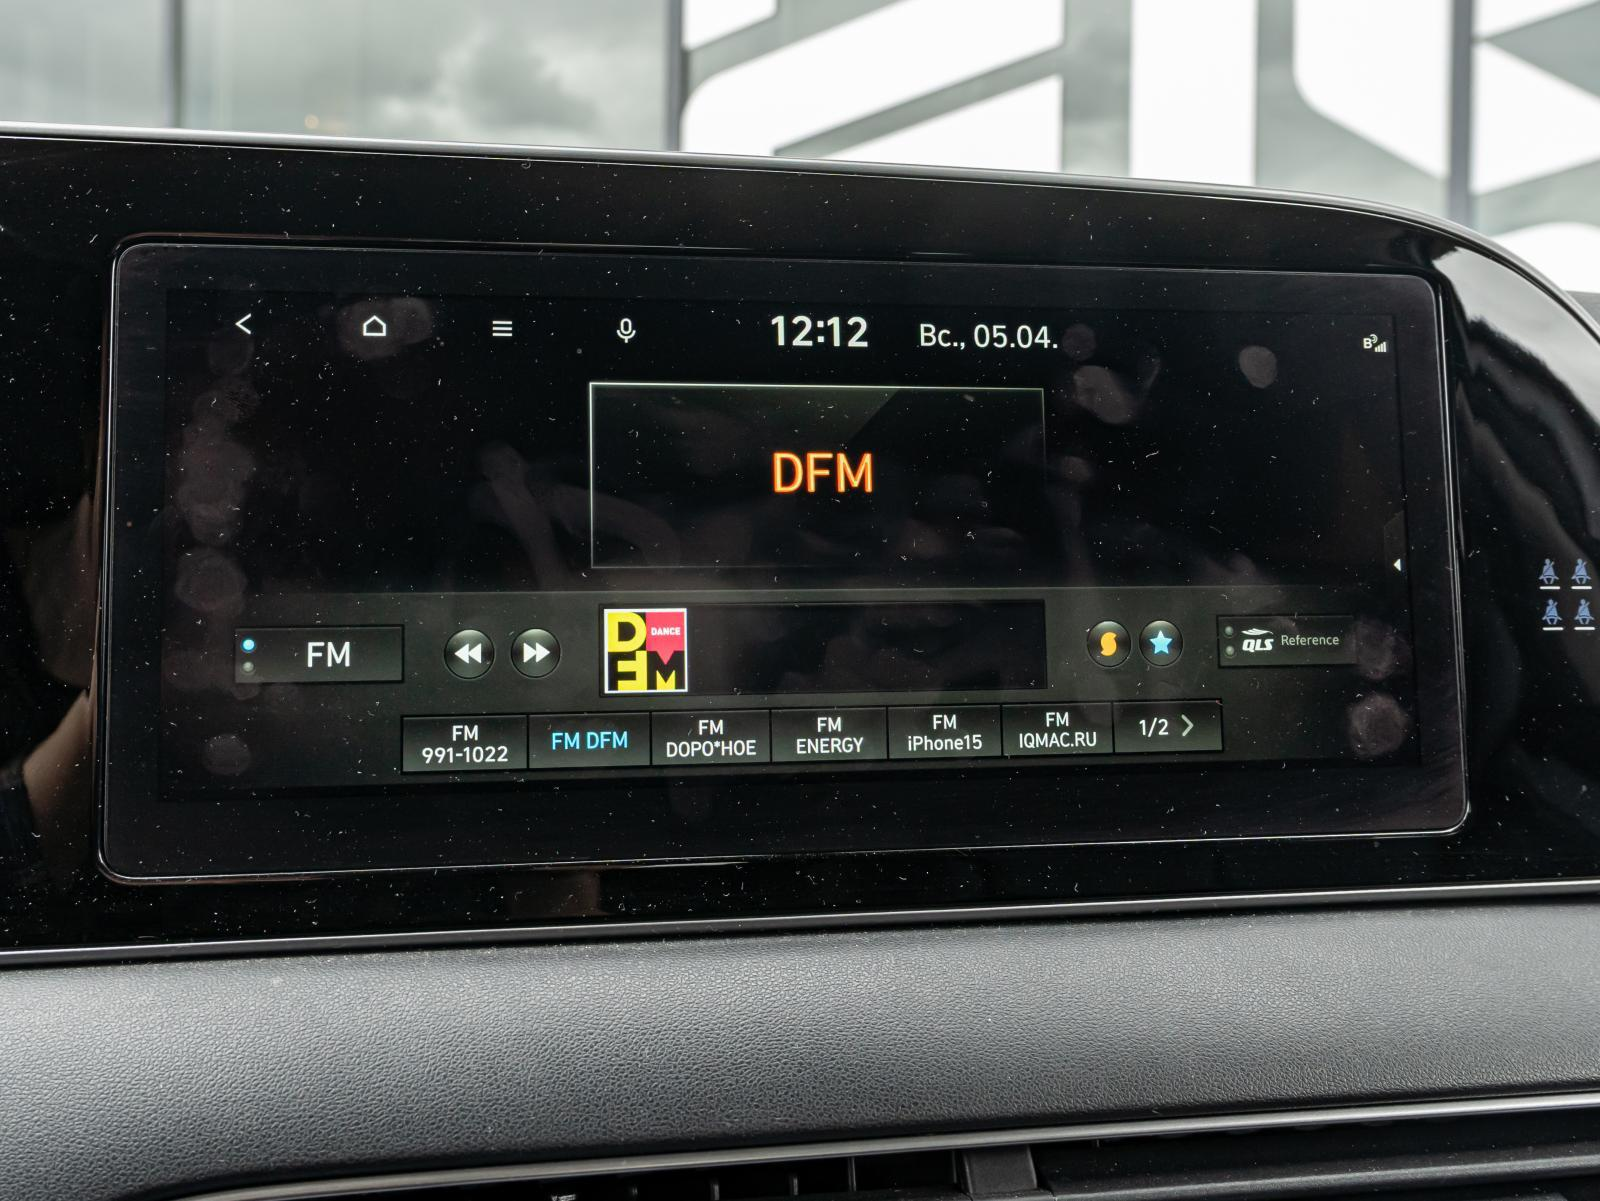 12:12 Вс., 05.04.
B
DFM
FM
D DANCE
FM
QLS Reference
FM
991-1022
FM DFM
FM
DOPO*HOE
FM
ENERGY
FM
iPhone15
FM
IQMAC.RU
1/2